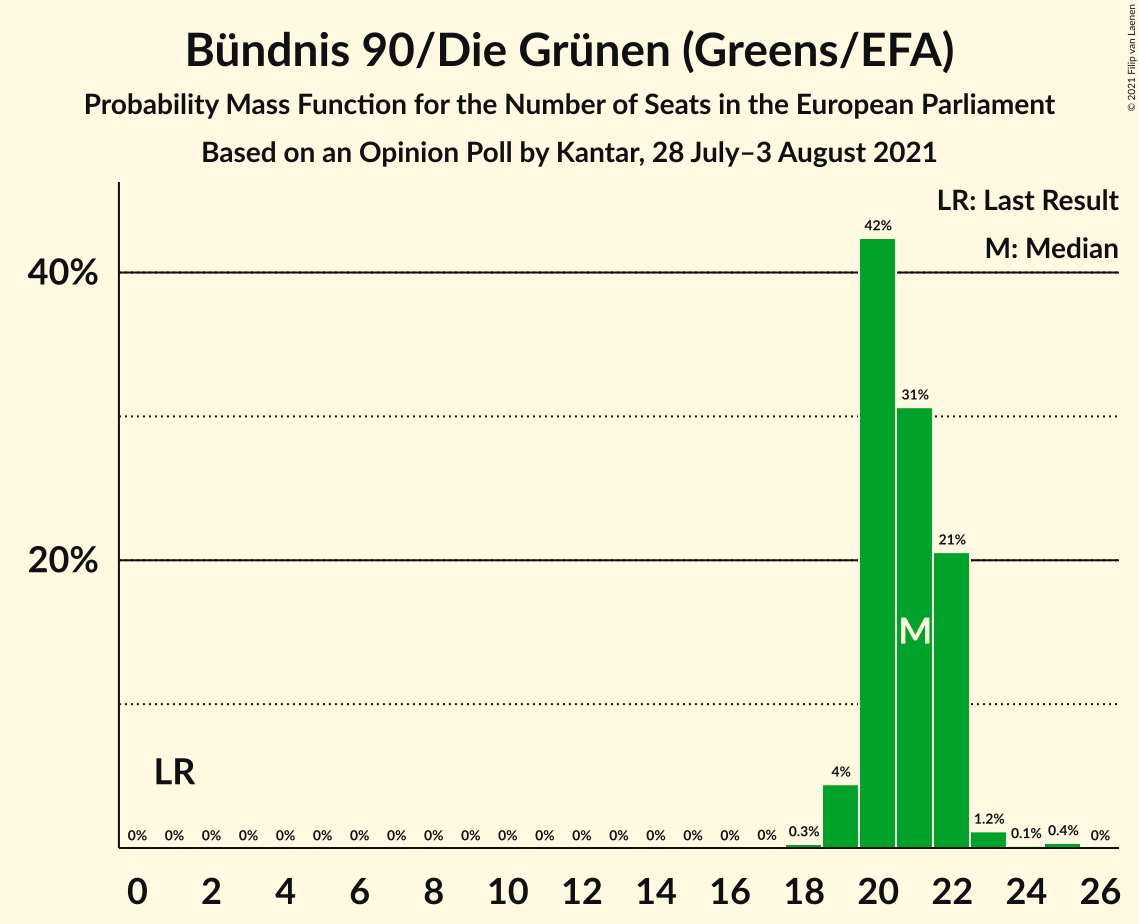 Bündnis 90/Die Grünen (Greens/EFA)
Probability Mass Function for the Number of Seats in the European Parliament
Based on an Opinion Poll by Kantar, 28 July–3 August 2021
© 2021 Filip van Laenen
LR: Last Result
M: Median
42%
40%
31%
21%
20%
M
LR
4%
0% 0% 0% 0% 0% 0% 0% 0% 0% 0% 0% 0% 0% 0% 0% 0% 0% 0% 0.3% 1.2% 0.1% 0.4% 0%
0 2 4 6 8 10 12 14 16 18 20 22 24 26